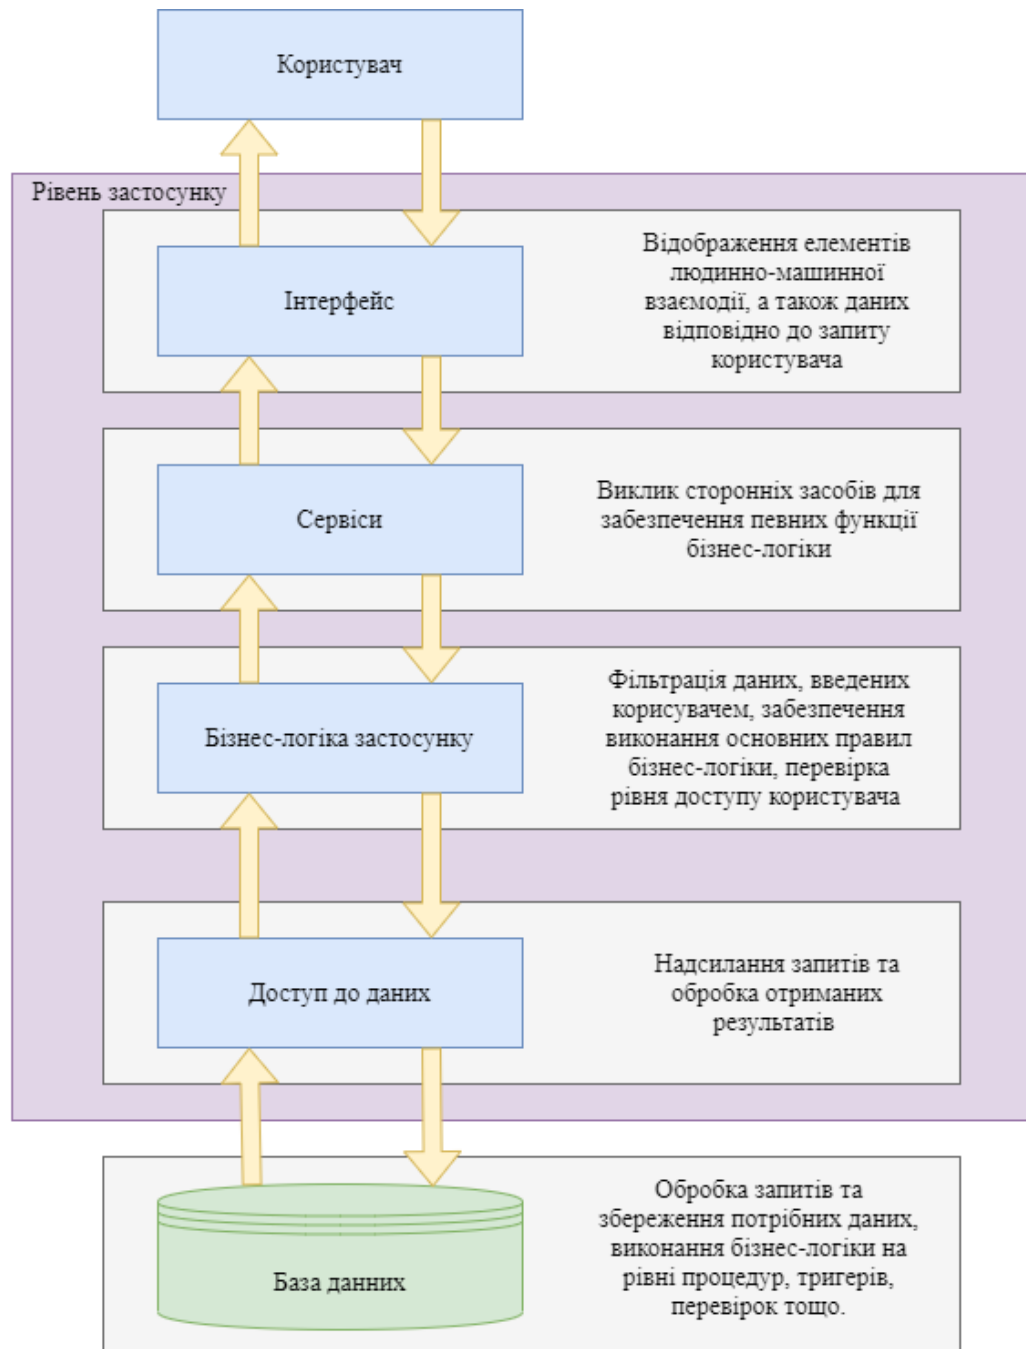 Користувач
Рівень застосунку
Інтерфейс
Відображення елементів
людинно-машинної
взаємодії, а також даних
відповідно до запиту
користувача
Сервіси
Виклик сторонніх засобів для
забезпечення певних функції
бізнес-логіки
Бізнес-логіка застосунку
Фільтрація даних, введених
корисувачем, забезпечення
виконання основних правил
бізнес-логіки, перевірка
рівня доступу користувача
Доступ до даних
Надсилання запитів та
обробка отриманих
результатів
База данних
Обробка запитів та
збереження потрібних даних,
виконання бізнес-логіки на
рівні процедур, тригерів,
перевірок тощо.